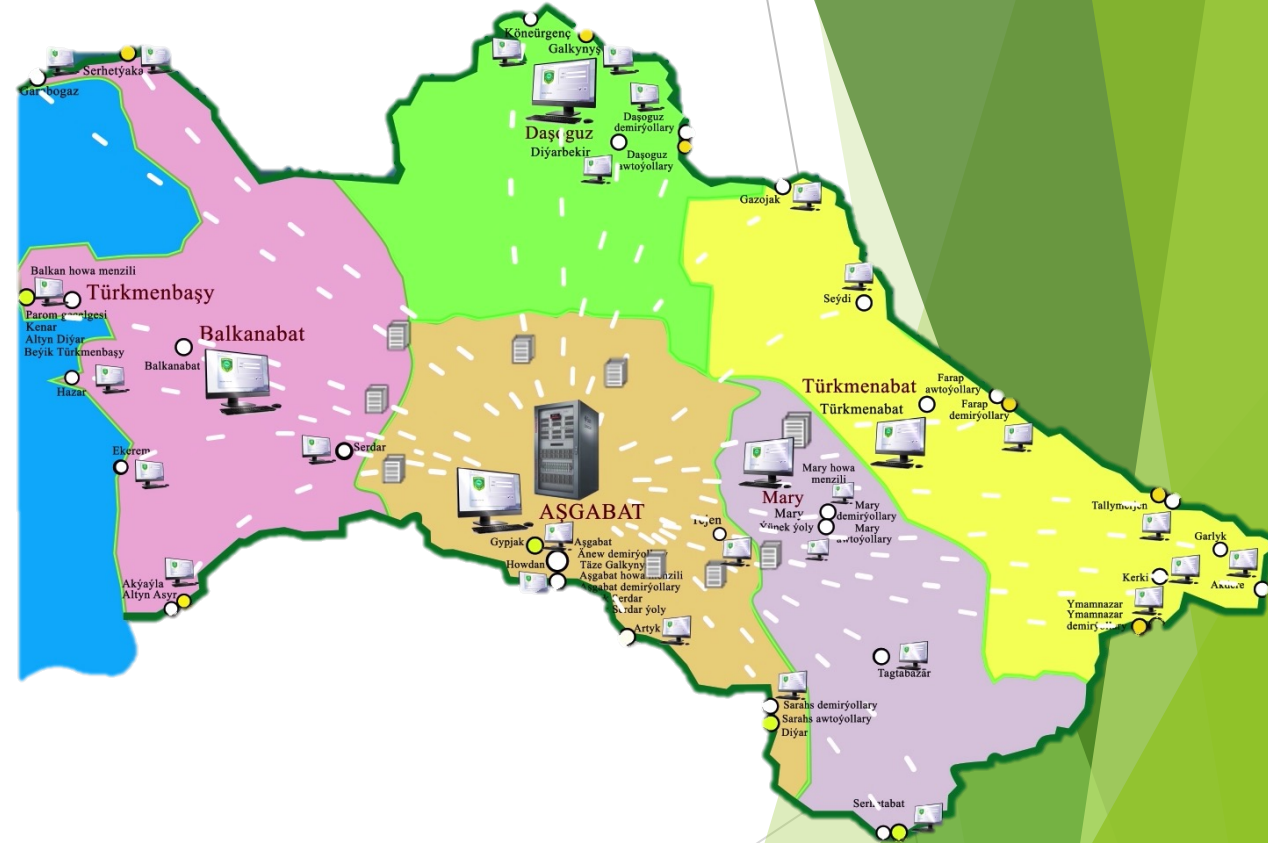 Köneürgenç
Galkynyş
Serhetýaka
Garabogaz
Daşoguz
demirýollary
Daşoguz
Diýarbekir
Daşoguz
awtoýollary
Gazojak
Balkan howa menzili
Türkmenbaşy
Parom geçelgesi
Kenar
Altyn Diýar
Beýik Türkmenbaşy
Hazar
Balkanabat
Balkanabat
Seýdi
Türkmenabat
Türkmenabat
Farap
awtoýollary
Farap
demirýollary
Ekerem
Serdar
AŞGABAT
Gypjak
Howdan
Aşgabat
Änew demirýollary
Täze Galkynyş
Aşgabat howa menzili
Aşgabat demirýollary
Serdar
Serdar ýoly
Artyk
Tejen
Mary howa
menzili
Mary
Mary
Ýüpek ýoly
Mary
demirýollary
Mary
awtoýollary
Tallymerjen
Garlyk
Kerki
Akdere
Ymamnazar
Ymamnazar
demirýollary
Akýaýla
Altyn Asyr
Tagtabazar
Sarahs demirýollary
Sarahs awtoýollary
Diýar
Serhetabat